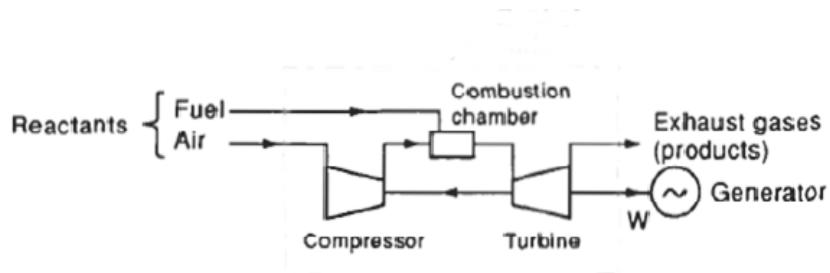 Combustion
chamber
Reactants
Fuel
Air
Exhaust gases
(products)
Generator
W
Compressor
Turbine